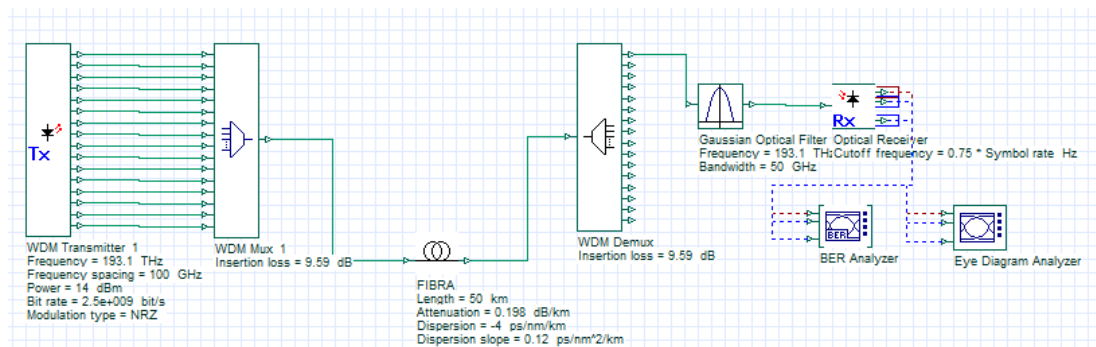 Tx
WDM Transmitter 1
Frequency = 193.1 THz
Frequency spacing = 100 GHz
Power = 14 dBm
Bit rate = 2.5e+009 bit/s
Modulation type = NRZ
WDM Mux 1
Insertion loss = 9.59 dB
FIBRA
Length = 50 km
Attenuation = 0.198 dB/km
Dispersion = -4 ps/nm/km
Dispersion slope = 0.12 ps/nm^2/km
WDM Demux
Insertion loss = 9.59 dB
Gaussian Optical Filter
Frequency = 193.1 THz
Bandwidth = 50 GHz
Rx
Optical Receiver
Cutoff frequency = 0.75 * Symbol rate Hz
BER
BER Analyzer
Eye Diagram Analyzer